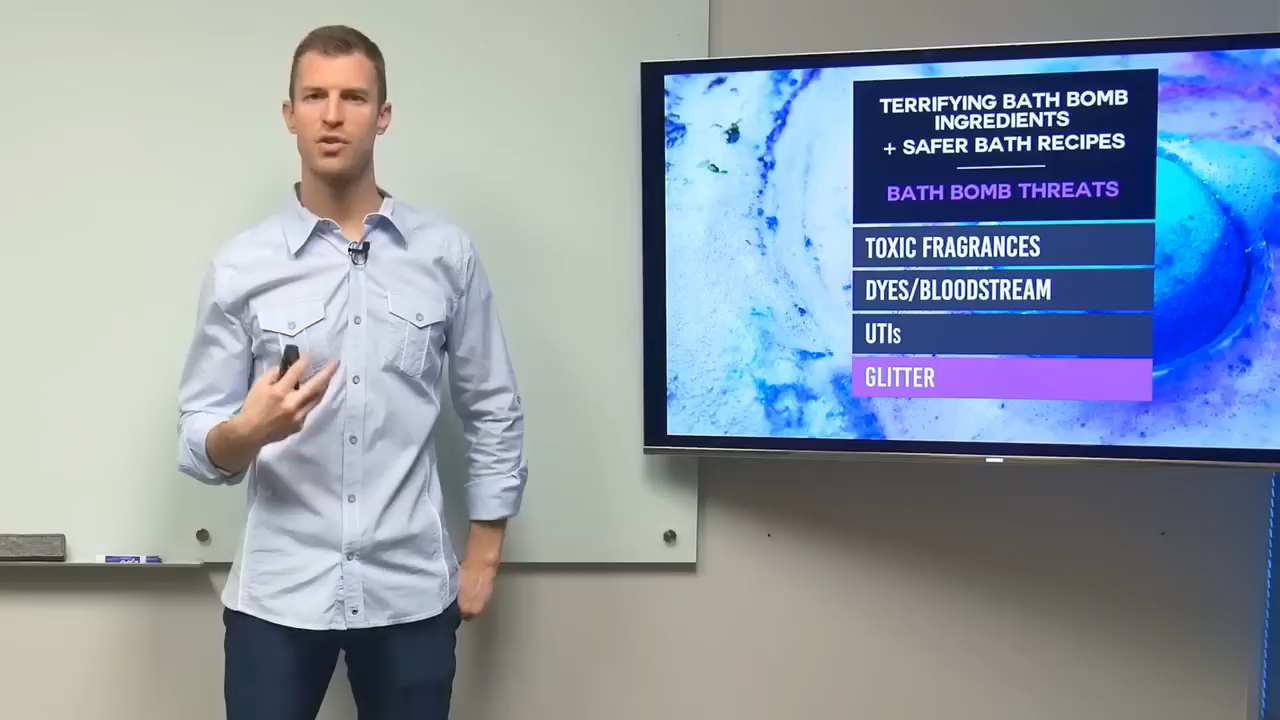 TERRIFYING BATH BOMB
INGREDIENTS
+ SAFER BATH RECIPES
BATH BOMB THREATS
TOXIC FRAGRANCES
DYES/BLOODSTREAM
UTIs
GLITTER